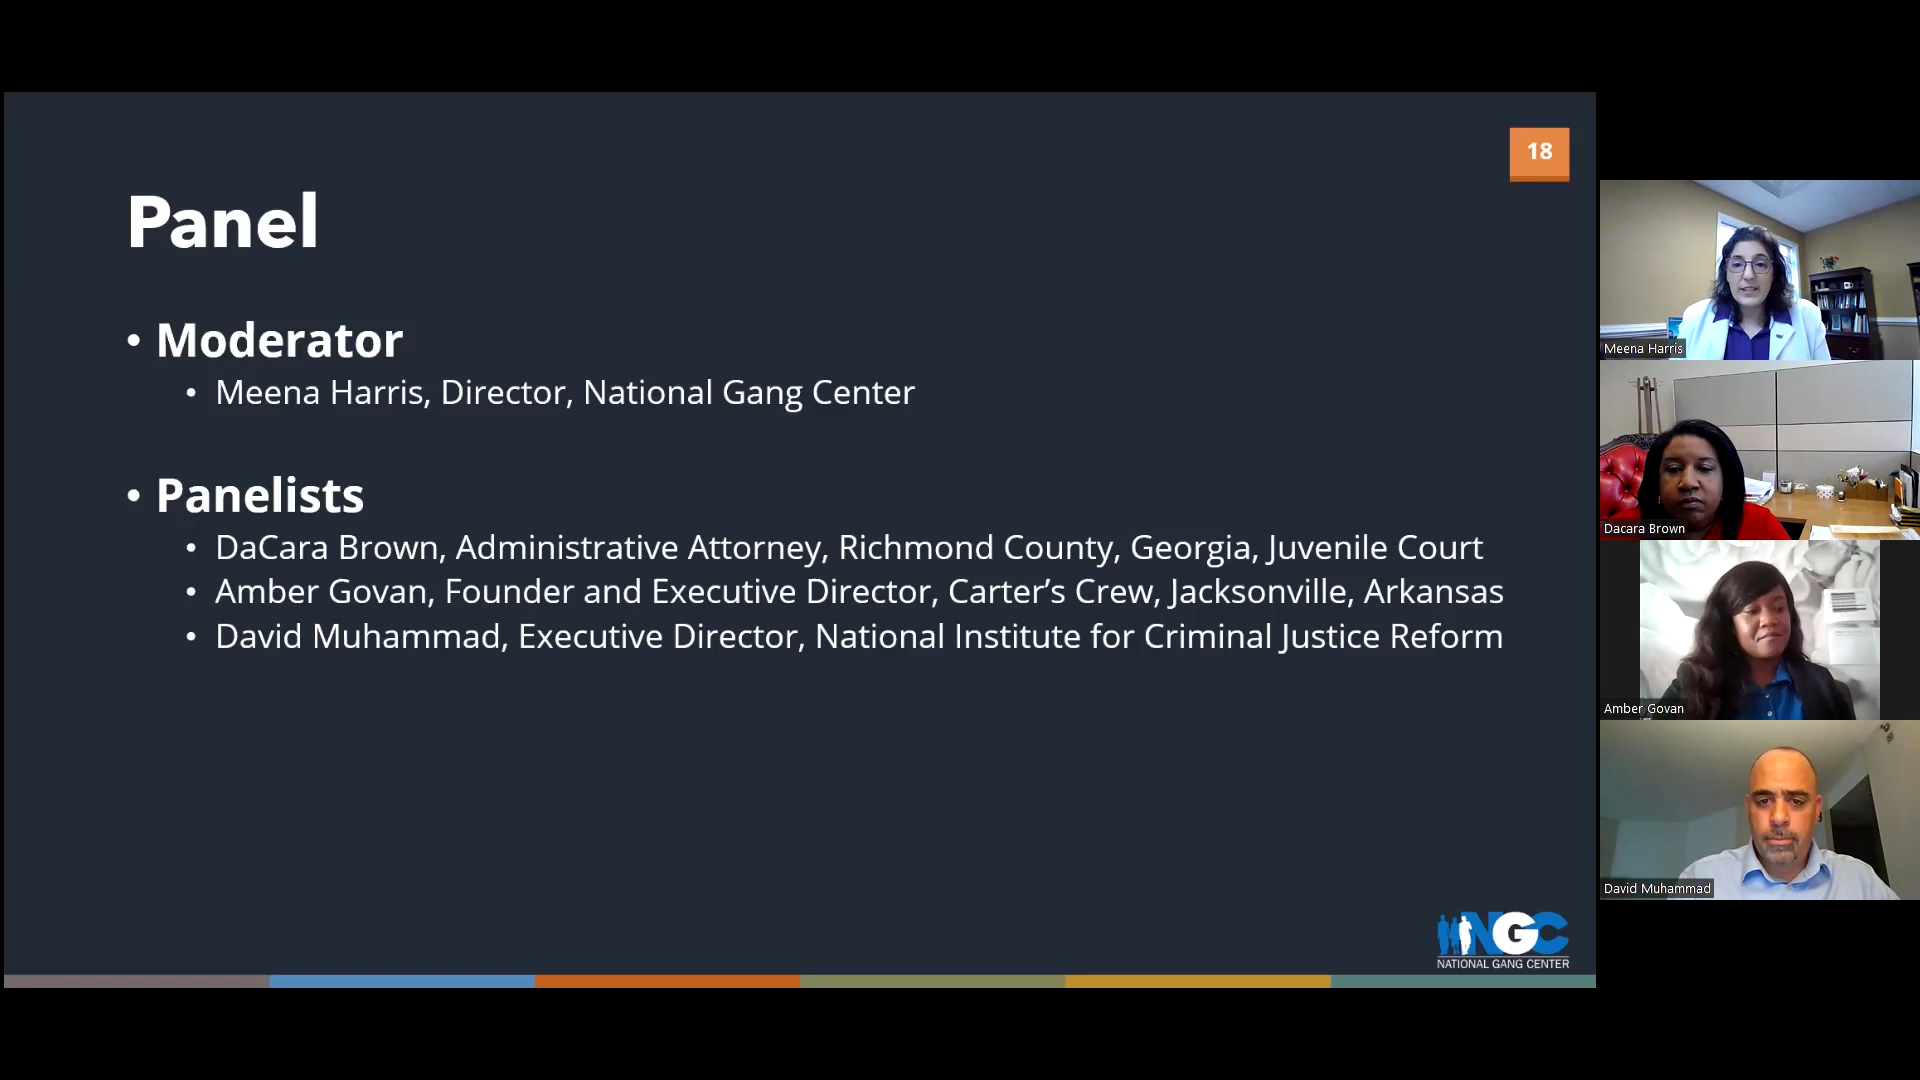 18
Panel
• Moderator
• Meena Harris, Director, National Gang Center
• Panelists
• DaCara Brown, Administrative Attorney, Richmond County, Georgia, Juvenile Court
• Amber Govan, Founder and Executive Director, Carter’s Crew, Jacksonville, Arkansas
• David Muhammad, Executive Director, National Institute for Criminal Justice Reform
NGC
NATIONAL GANG CENTER
Meena Harris
Dacara Brown
Amber Govan
David Muhammad